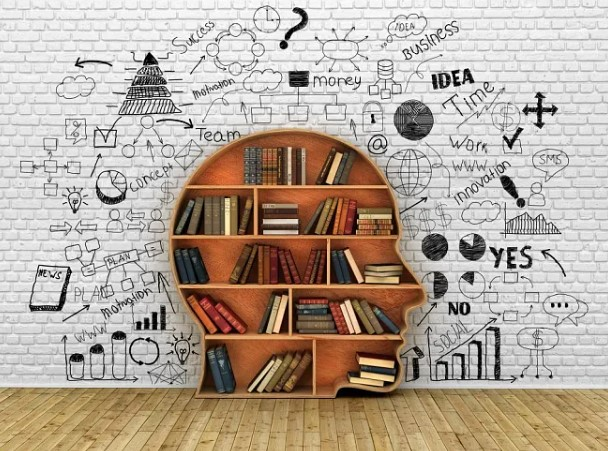 Success
?
IDEA
Business
Motivation
money
IDEA
Time
$
Team
@
Work
WWW
SMS
Concept
innovation
$$$
$
PLAN
YES
NEWS
PLAN
motivation
NO
WWW
SOCIAL
$